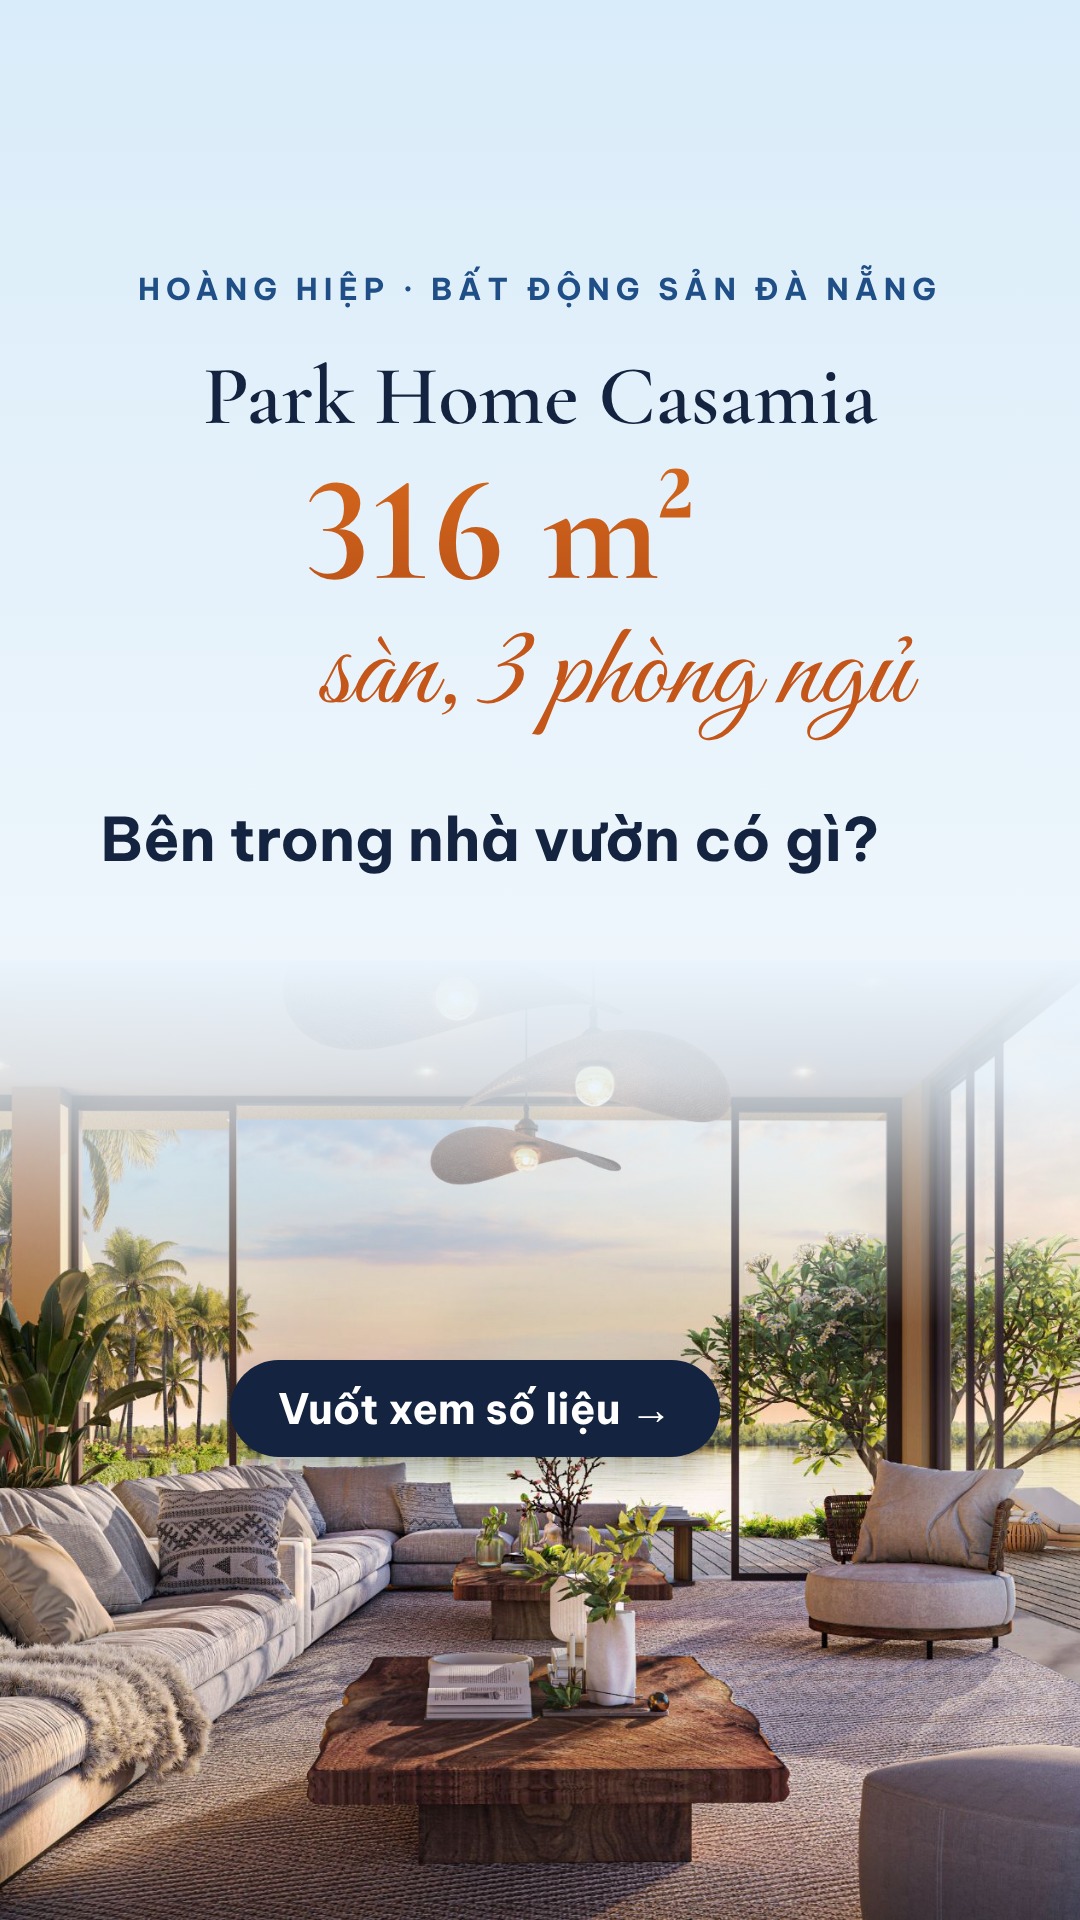 HOÀNG HIỆP · BẤT ĐỘNG SẢN ĐÀ NẴNG
Park Home Casamia
316 m²
sàn, 3 phòng ngủ
Bên trong nhà vườn có gì?
Vuốt xem số liệu →